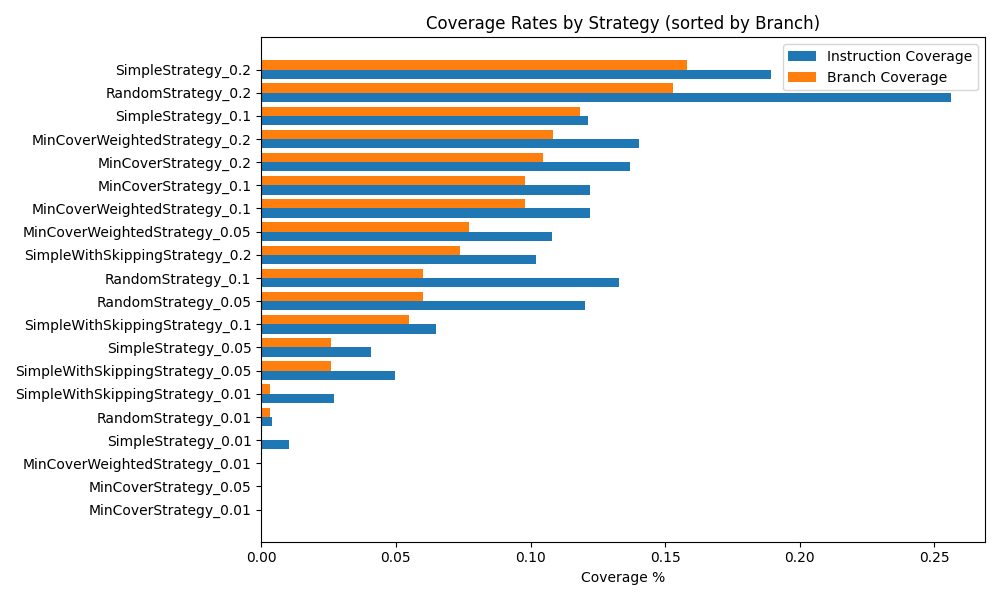 Coverage Rates by Strategy (sorted by Branch)
Instruction Coverage
Branch Coverage
SimpleStrategy_0.2
RandomStrategy_0.2
SimpleStrategy_0.1
MinCoverWeightedStrategy_0.2
MinCoverStrategy_0.2
MinCoverStrategy_0.1
MinCoverWeightedStrategy_0.1
MinCoverWeightedStrategy_0.05
SimpleWithSkippingStrategy_0.2
RandomStrategy_0.1
RandomStrategy_0.05
SimpleWithSkippingStrategy_0.1
SimpleStrategy_0.05
SimpleWithSkippingStrategy_0.05
SimpleWithSkippingStrategy_0.01
RandomStrategy_0.01
SimpleStrategy_0.01
MinCoverWeightedStrategy_0.01
MinCoverStrategy_0.05
MinCoverStrategy_0.01
0.00 0.05 0.10 0.15 0.20 0.25
Coverage %